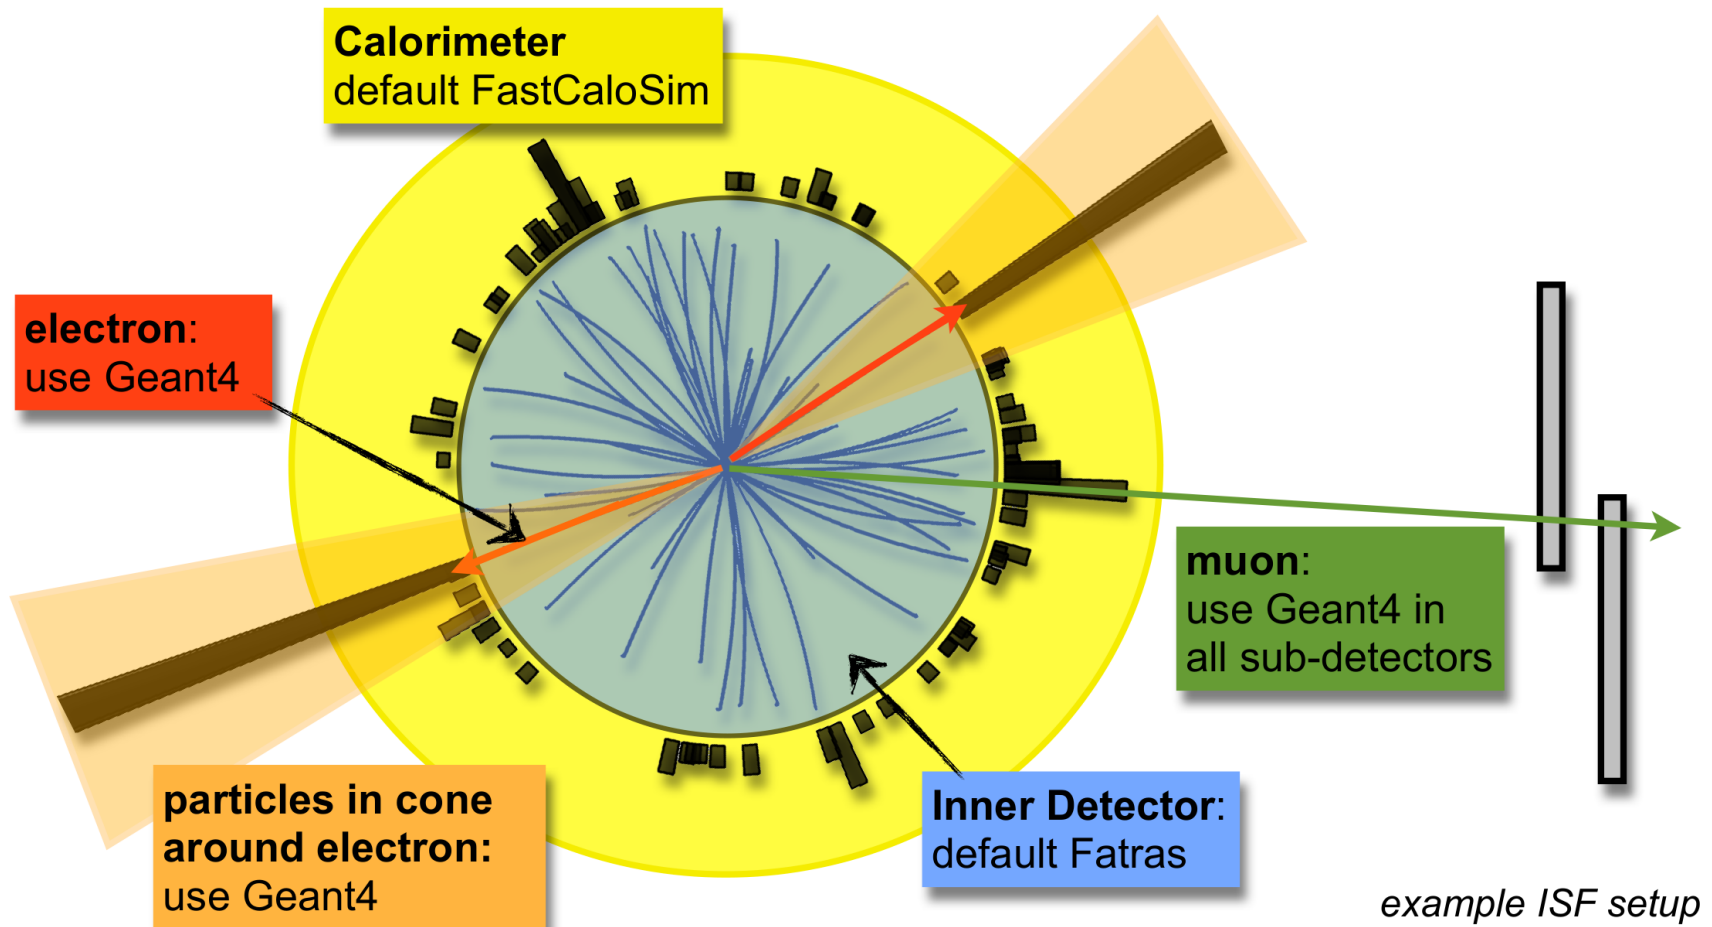 Calorimeter
default FastCaloSim
electron:
use Geant4
muon:
use Geant4 in
all sub-detectors
particles in cone
around electron:
use Geant4
Inner Detector:
default Fatras
example ISF setup